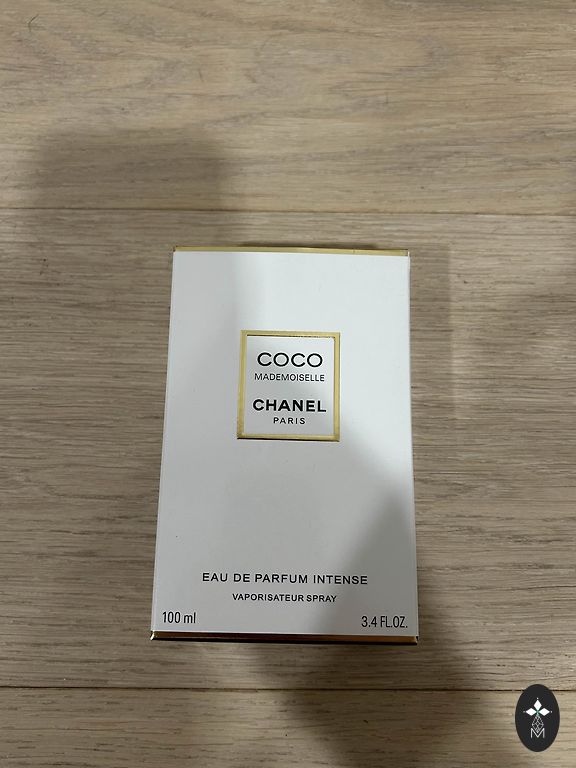 COCO
MADEMOISELLE
CHANEL
PARIS
EAU DE PARFUM INTENSE
VAPORISATEUR SPRAY
100 ml
3.4 FL.OZ.
M